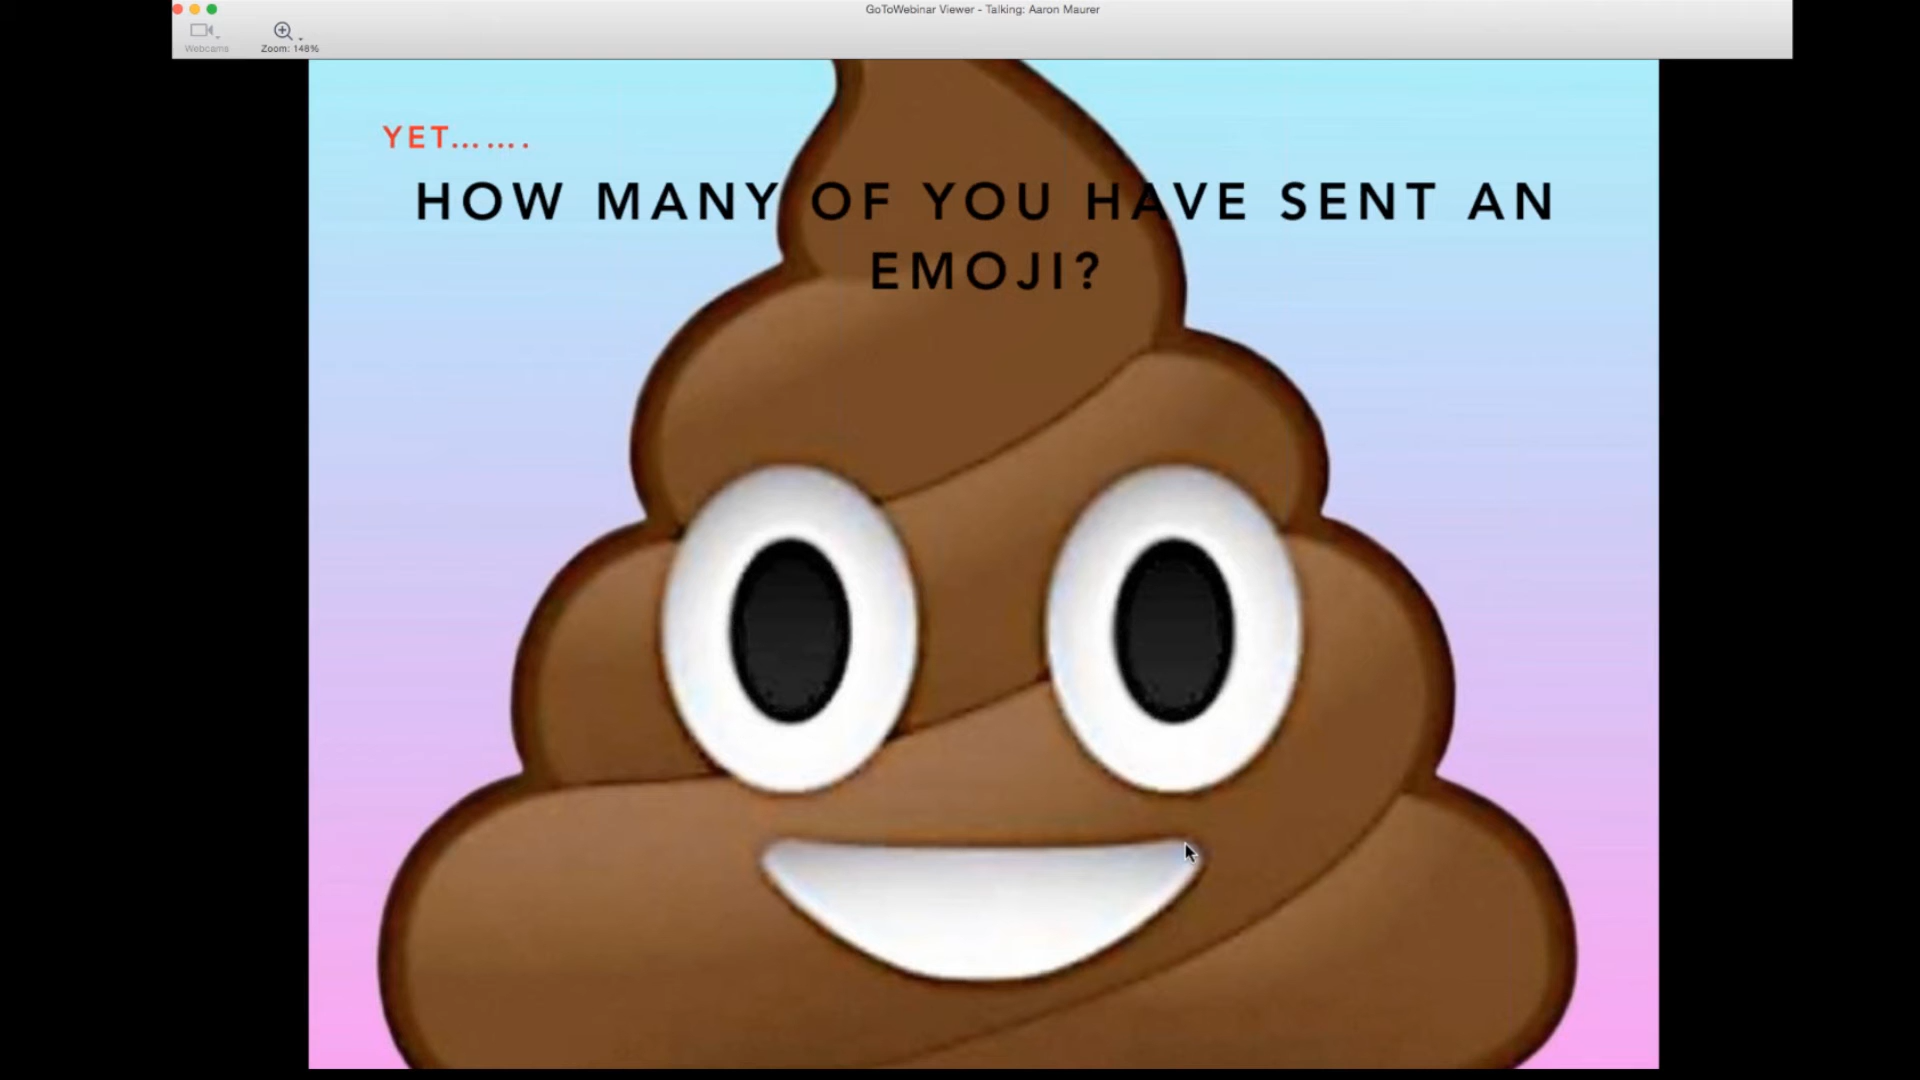 GoToWebinar Viewer - Talking: Aaron Maurer
Webcams
Zoom: 148%
YET.......
HOW MANY OF YOU HAVE SENT AN
EMOJI?